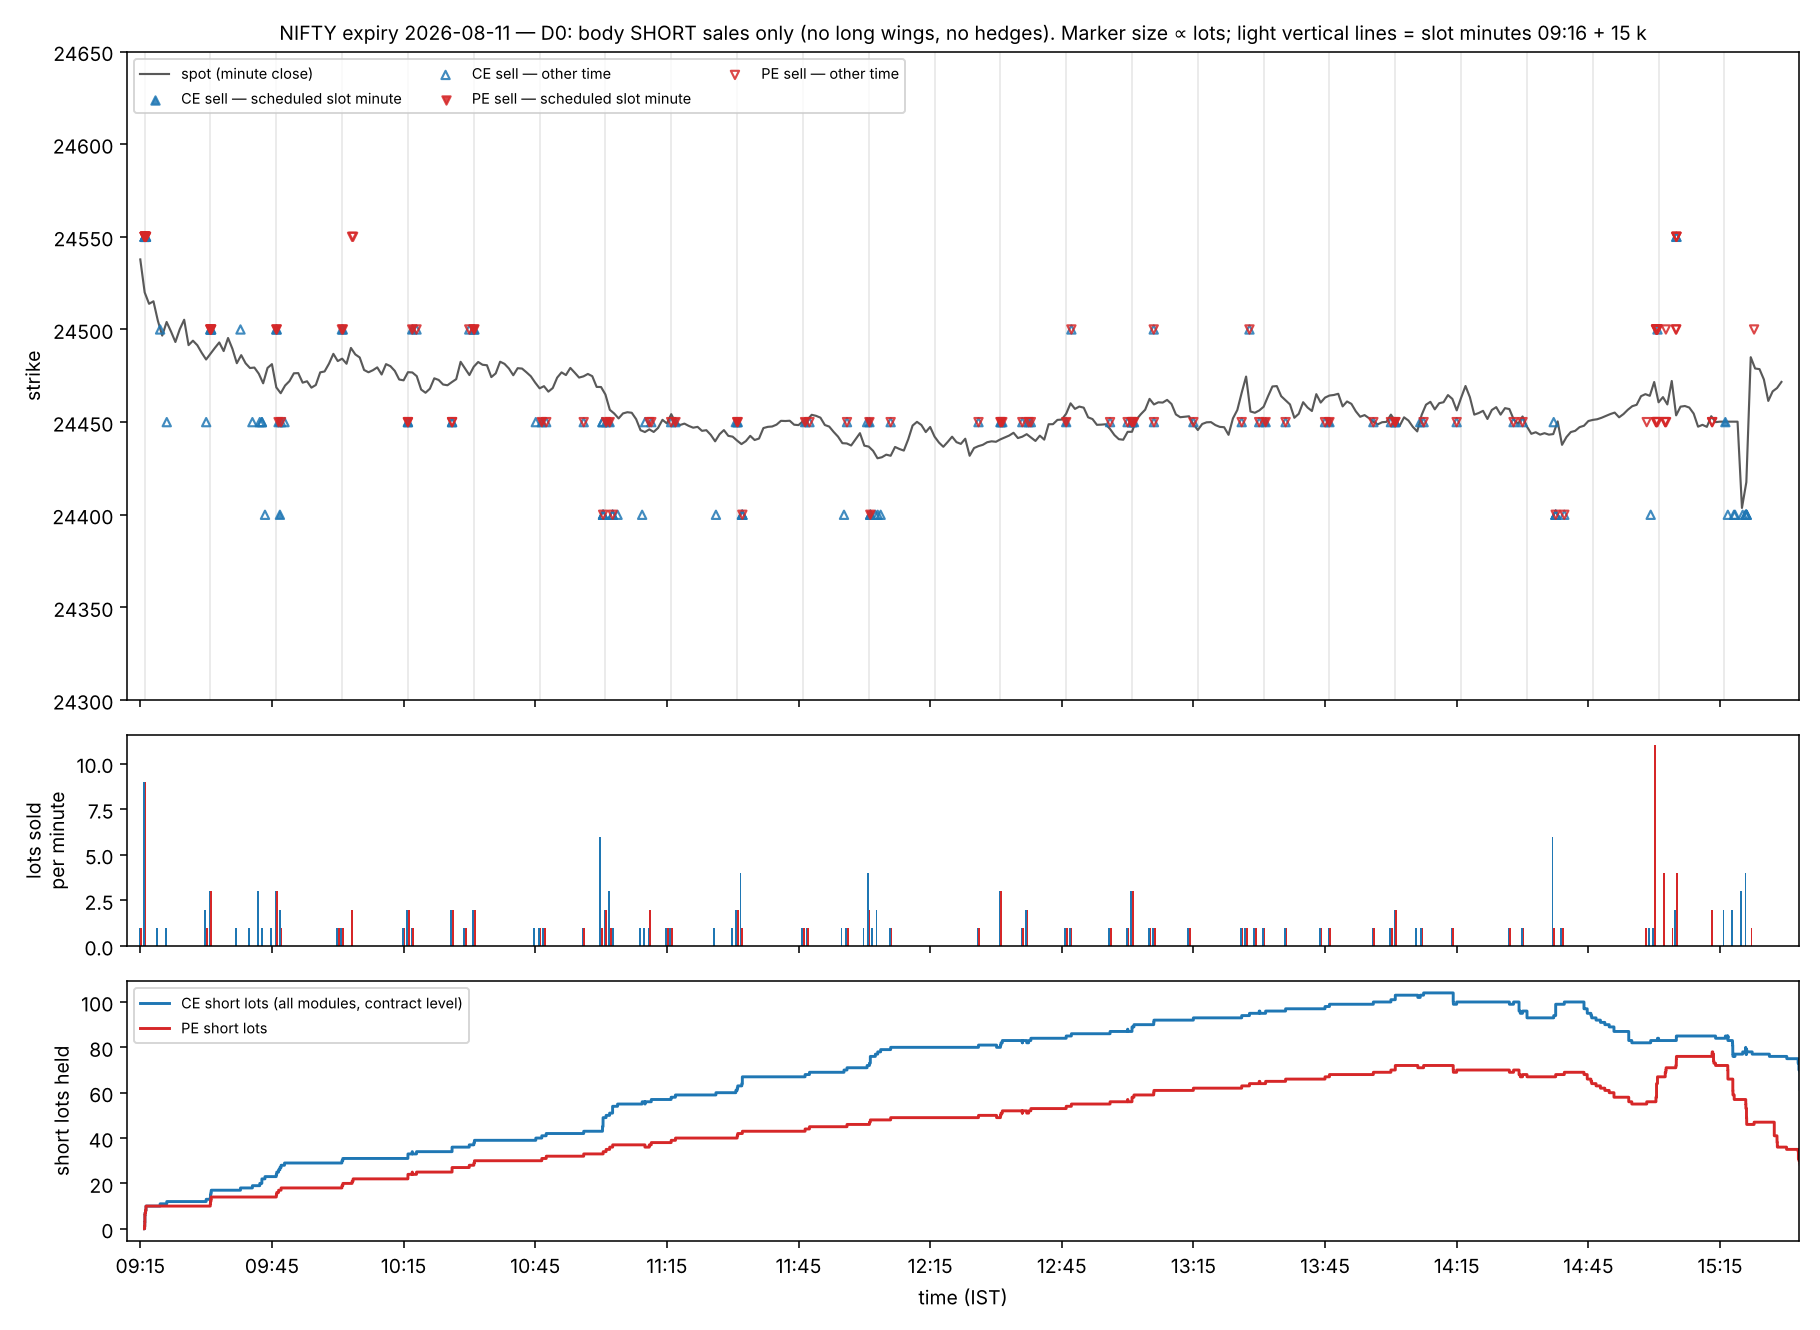 NIFTY expiry 2026-08-11 — D0: body SHORT sales only (no long wings, no hedges). Marker size ∝ lots; light vertical lines = slot minutes 09:16 + 15 k
spot (minute close)
CE sell — scheduled slot minute
CE sell — other time
PE sell — scheduled slot minute
PE sell — other time
strike
24650
24600
24550
24500
24450
24400
24350
24300
lots sold
per minute
10.0
7.5
5.0
2.5
0.0
CE short lots (all modules, contract level)
PE short lots
short lots held
100
80
60
40
20
0
09:15
09:45
10:15
10:45
11:15
11:45
12:15
12:45
13:15
13:45
14:15
14:45
15:15
time (IST)